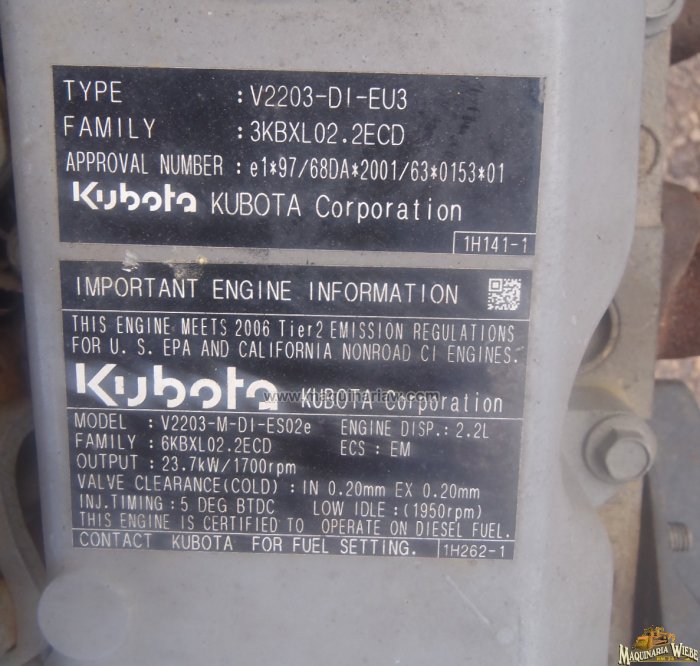 TYPE : V2203-DI-EU3
FAMILY : 3KBXL02.2ECD
APPROVAL NUMBER : e1*97/68DA*2001/63*0153*01
Kubota KUBOTA Corporation
1H141-1
IMPORTANT ENGINE INFORMATION
THIS ENGINE MEETS 2006 Tier2 EMISSION REGULATIONS
FOR U. S. EPA AND CALIFORNIA NONROAD CI ENGINES.
www.maquinariaw.com
Kubota KUBOTA Corporation
MODEL : V2203-M-DI-ES02e ENGINE DISP.: 2.2L
FAMILY : 6KBXL02.2ECD ECS : EM
OUTPUT : 23.7kW/1700rpm
VALVE CLEARANCE(COLD) : IN 0.20mm EX 0.20mm
INJ.TIMING : 5 DEG BTDC LOW IDLE : (1950rpm)
THIS ENGINE IS CERTIFIED TO OPERATE ON DIESEL FUEL.
CONTACT KUBOTA FOR FUEL SETTING. 1H262-1
MAQUINARIA WIEBE